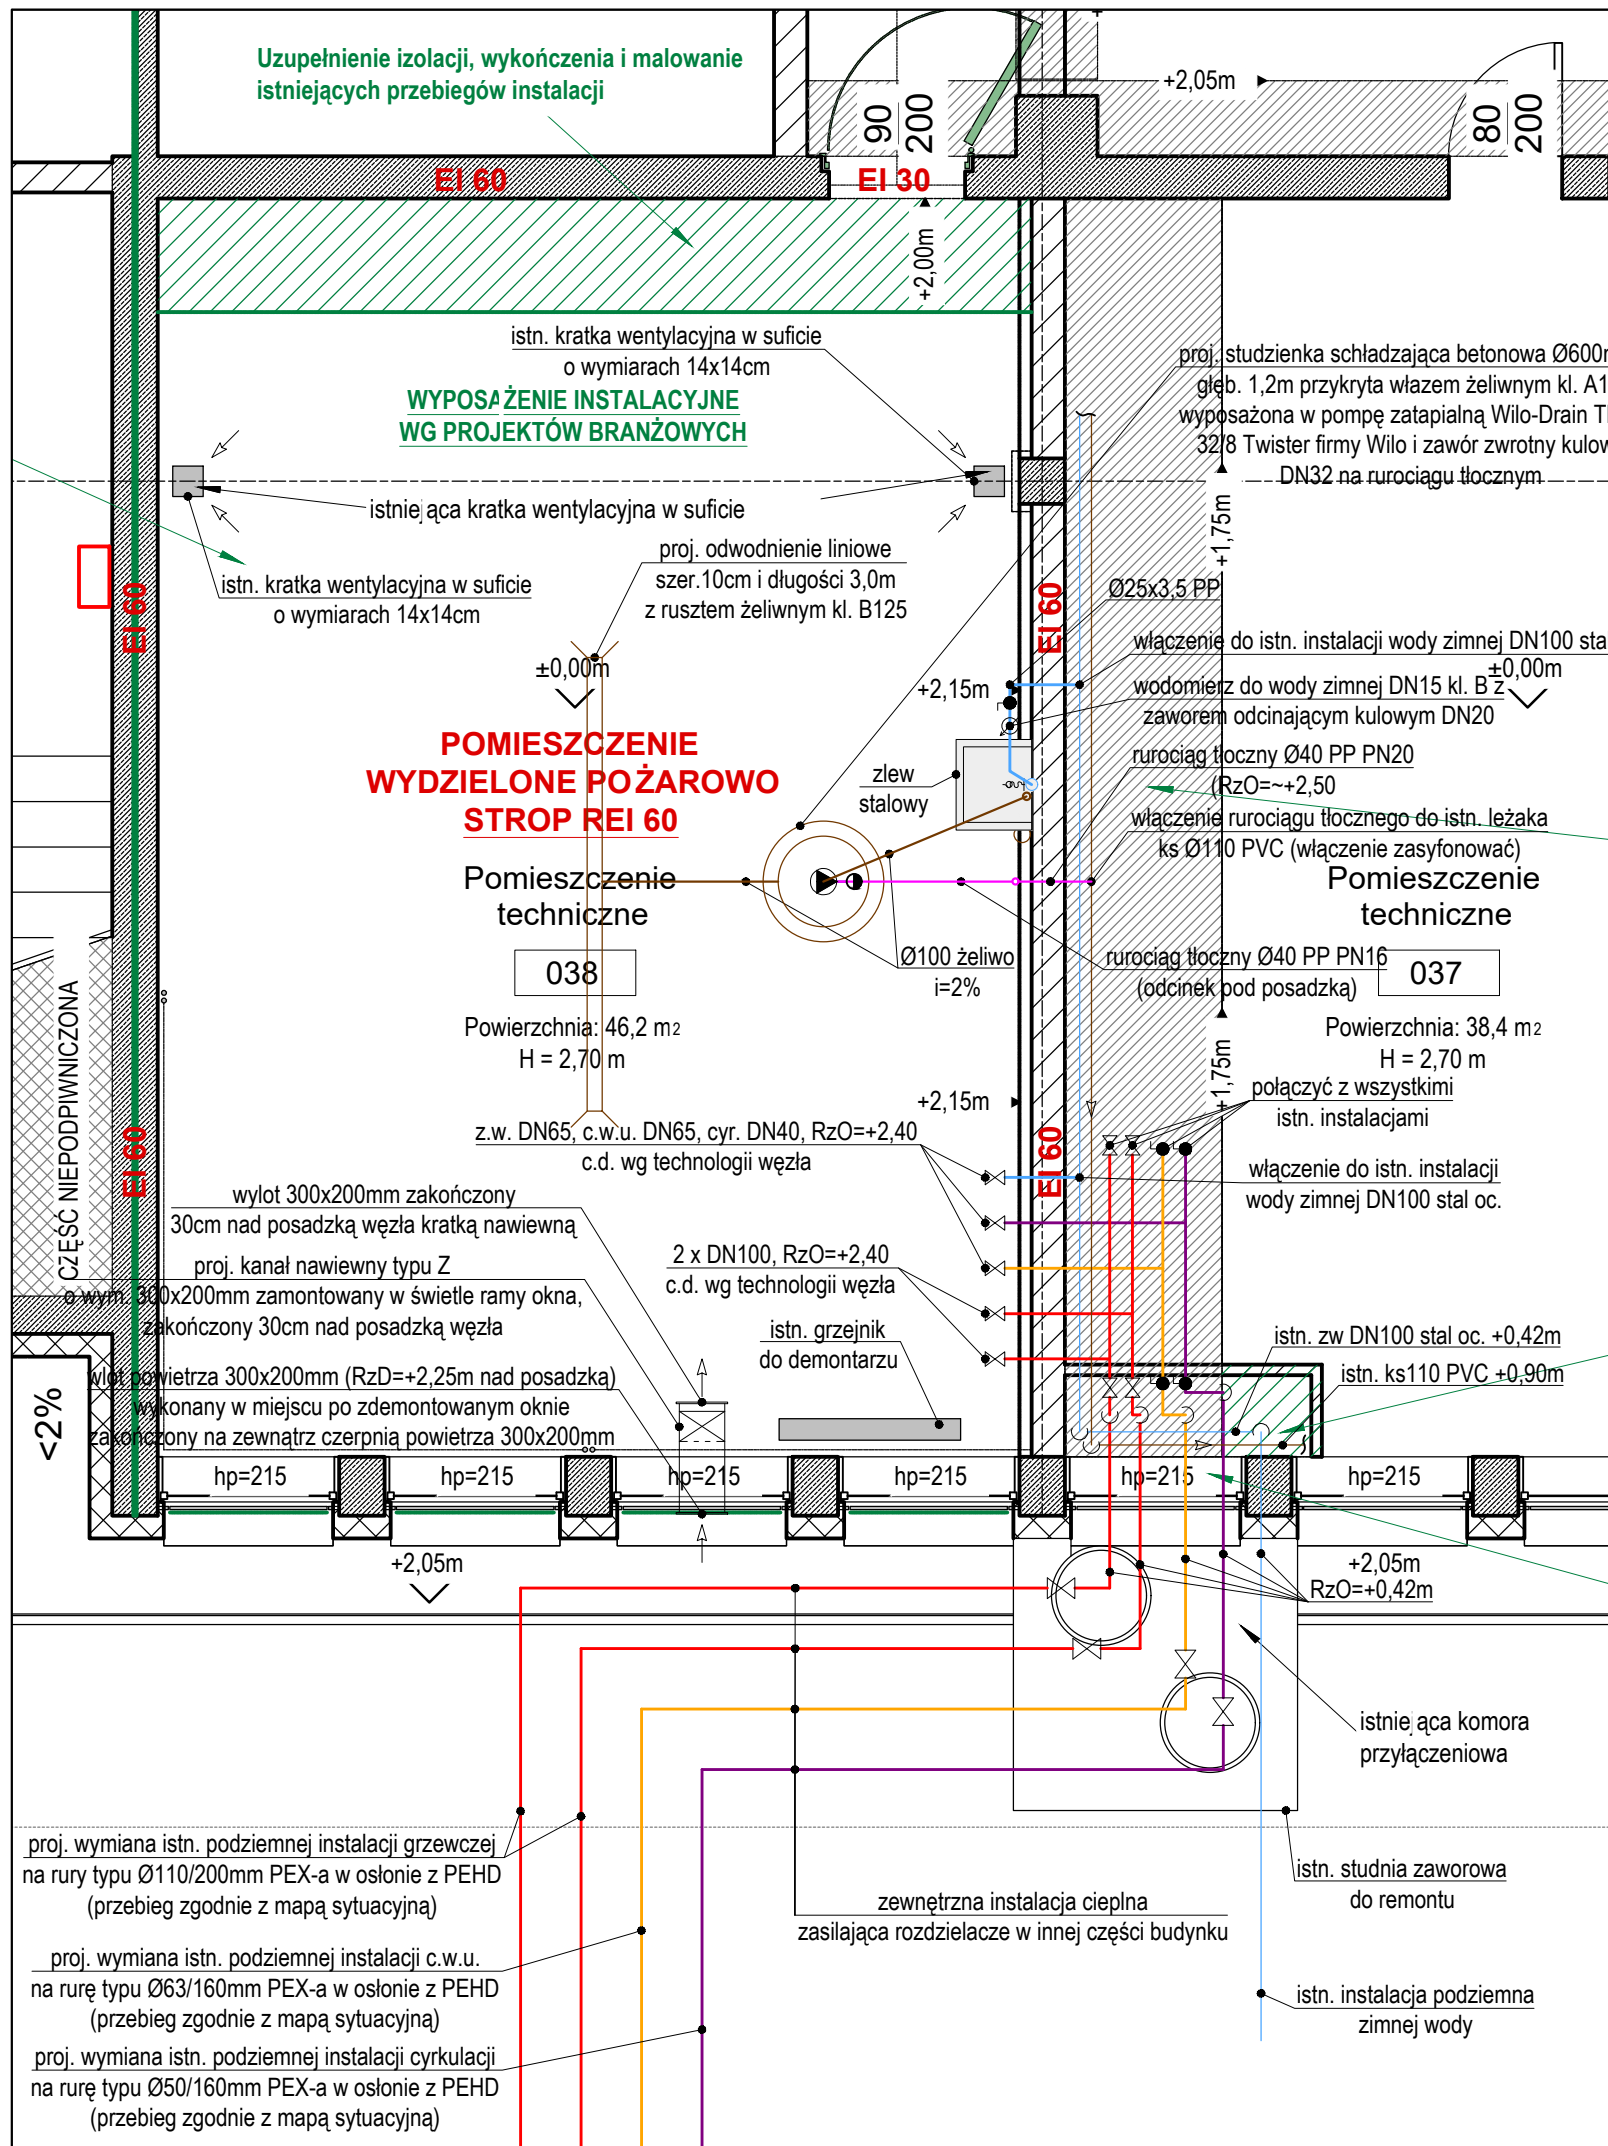 Uzupełnienie izolacji, wykończenia i malowanie
istniejących przebiegów instalacji
90
200
+2,05m
80
200
EI 60
EI 30
+2,00m
istn. kratka wentylacyjna w suficie
o wymiarach 14x14cm
WYPOSAŻENIE INSTALACYJNE
WG PROJEKTÓW BRANŻOWYCH
proj. studzienka schładzająca betonowa Ø600
głęb. 1,2m przykryta włazem żeliwnym kl. A1
wyposażona w pompę zatapialną Wilo-Drain
32/8 Twister firmy Wilo i zawór zwrotny
DN32 na rurociągu tłocznym
istniejąca kratka wentylacyjna w suficie
+1,75m
proj. odwodnienie liniowe
szer.10cm i długości 3,0m
z rusztem żeliwnym kl. B125
istn. kratka wentylacyjna w suficie
o wymiarach 14x14cm
EI 60
EI 60
Ø25x3,5 PP
włączenie do istn. instalacji wody zimnej DN100
±0,00m
±0,00m
+2,15m
wodomierz do wody zimnej DN15 kl. B z
zaworem odcinającym kulowym DN20
POMIESZCZENIE
WYDZIELONE POŻAROWO
STROP REI 60
zlew
stalowy
rurociąg tłoczny Ø40 PP PN20
(RzO=~+2,50
włączenie rurociągu tłocznego do istn. leżaka
ks Ø110 PVC (włączenie zasyfonować)
Pomieszczenie
techniczne
038
Powierzchnia: 46,2 m2
H = 2,70 m
Pomieszczenie
techniczne
037
Powierzchnia: 38,4 m2
H = 2,70 m
Ø100 żeliwo
i=2%
rurociąg tłoczny Ø40 PP PN16
(odcinek pod posadzką)
CZĘŚĆ NIEPODPIWNICZONA
+1,75m
połączyć z wszystkimi
istn. instalacjami
+2,15m
z.w. DN65, c.w.u. DN65, cyr. DN40, RzO=+2,40
c.d. wg technologii węzła
EI 60
EI 60
włączenie do istn. instalacji
wody zimnej DN100 stal oc.
wylot 300x200mm zakończony
30cm nad posadzką węzła kratką nawiewną
proj. kanał nawiewny typu Z
o wym. 300x200mm zamontowany w świetle ramy okna,
zakończony 30cm nad posadzką węzła
2 x DN100, RzO=+2,40
c.d. wg technologii węzła
istn. grzejnik
do demontarzu
istn. zw DN100 stal oc. +0,42m
istn. ks110 PVC +0,90m
wlot powietrza 300x200mm (RzD=+2,25m nad posadzką)
wykonany w miejscu po zdemontowanym oknie
zakończony na zewnątrz czerpnią powietrza 300x200mm
<2%
hp=215
hp=215
hp=215
hp=215
hp=215
hp=215
+2,05m
+2,05m
RzO=+0,42m
istniejąca komora
przyłączeniowa
proj. wymiana istn. podziemnej instalacji grzewczej
na rury typu Ø110/200mm PEX-a w osłonie z PEHD
(przebieg zgodnie z mapą sytuacyjną)
istn. studnia zaworowa
do remontu
zewnętrzna instalacja cieplna
zasilająca rozdzielacze w innej części budynku
proj. wymiana istn. podziemnej instalacji c.w.u.
na rurę typu Ø63/160mm PEX-a w osłonie z PEHD
(przebieg zgodnie z mapą sytuacyjną)
istn. instalacja podziemna
zimnej wody
proj. wymiana istn. podziemnej instalacji cyrkulacji
na rurę typu Ø50/160mm PEX-a w osłonie z PEHD
(przebieg zgodnie z mapą sytuacyjną)